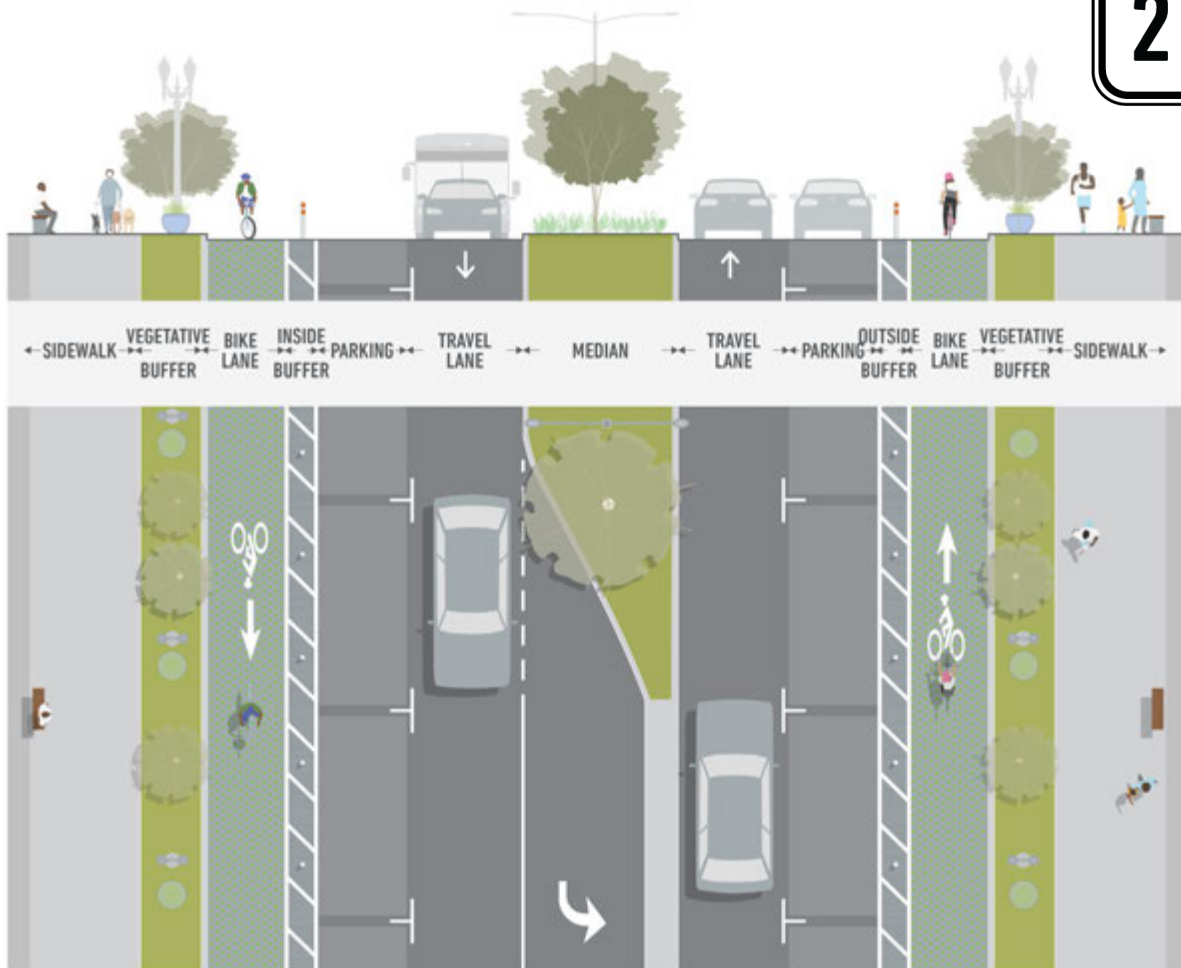 2
SIDEWALK
VEGETATIVE
BUFFER
BIKE
LANE
INSIDE
BUFFER
PARKING
TRAVEL
LANE
MEDIAN
TRAVEL
LANE
PARKING
OUTSIDE
BUFFER
BIKE
LANE
VEGETATIVE
BUFFER
SIDEWALK